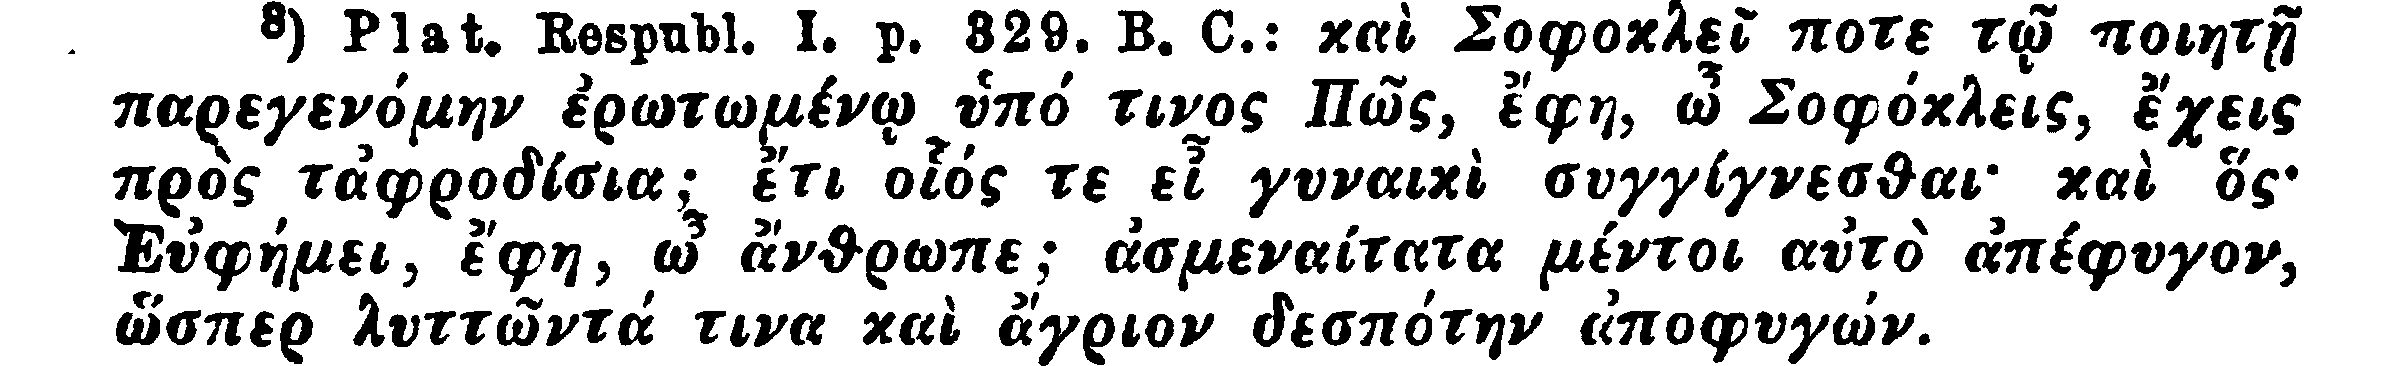 ⁸) Plat. Respubl. I. p. 329. B. C.: καὶ Σοφοκλεῖ ποτε τῷ ποιητῇ
παρεγενόμην ἐρωτωμένῳ ὑπό τινος Πῶς, ἔφη, ὦ Σοφόκλεις, ἔχεις
πρὸς τἀφροδίσια; ἔτι οἷός τε εἶ γυναικὶ συγγίγνεσθαι· καὶ ὅς·
Εὐφήμει, ἔφη, ὦ ἄνθρωπε; ἀσμεναίτατα μέντοι αὐτὸ ἀπέφυγον,
ὥσπερ λυττῶντά τινα καὶ ἄγριον δεσπότην ἀποφυγών.